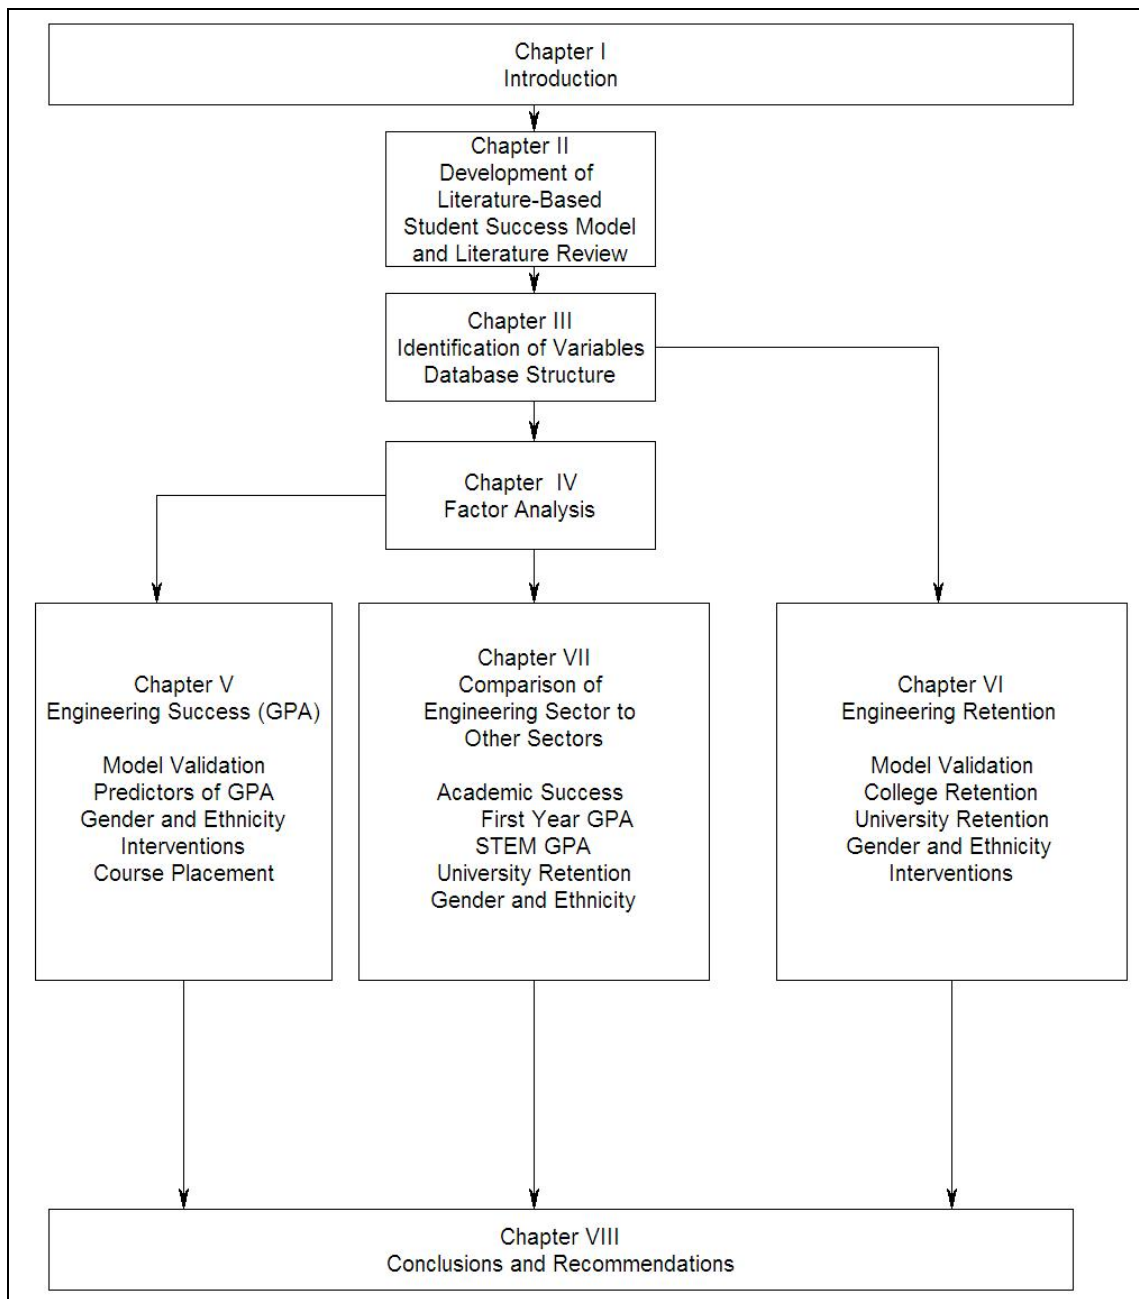 Chapter I
Introduction
Chapter II
Development of
Literature-Based
Student Success Model
and Literature Review
Chapter III
Identification of Variables
Database Structure
Chapter IV
Factor Analysis
Chapter V
Engineering Success (GPA)
Model Validation
Predictors of GPA
Gender and Ethnicity
Interventions
Course Placement
Chapter VII
Comparison of
Engineering Sector to
Other Sectors
Academic Success
First Year GPA
STEM GPA
University Retention
Gender and Ethnicity
Chapter VI
Engineering Retention
Model Validation
College Retention
University Retention
Gender and Ethnicity
Interventions
Chapter VIII
Conclusions and Recommendations